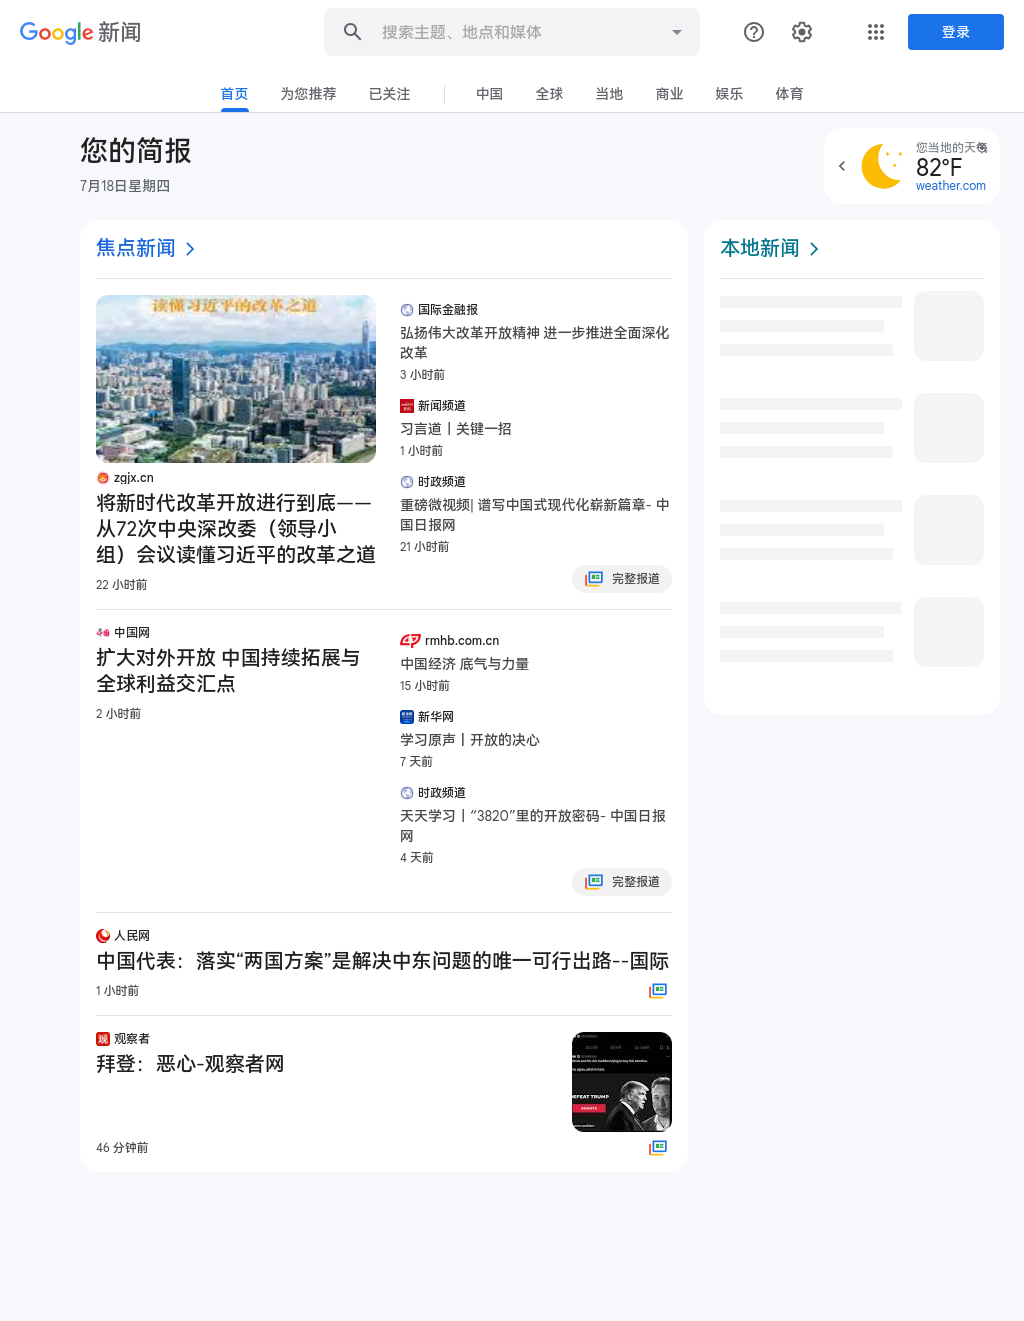 Google 新闻
搜索主题、地点和媒体
登录
首页 为您推荐 已关注 中国 全球 当地 商业 娱乐 体育
您的简报
7月18日星期四
您当地的天气
82°F
weather.com
焦点新闻
读懂习近平的改革之道
zgjx.cn
将新时代改革开放进行到底——
从72次中央深改委（领导小
组）会议读懂习近平的改革之道
22 小时前
国际金融报
弘扬伟大改革开放精神 进一步推进全面深化
改革
3 小时前
新闻频道
习言道丨关键一招
1 小时前
时政频道
重磅微视频| 谱写中国式现代化崭新篇章- 中
国日报网
21 小时前
完整报道
中国网
扩大对外开放 中国持续拓展与
全球利益交汇点
2 小时前
rmhb.com.cn
中国经济 底气与力量
15 小时前
新华网
学习原声丨开放的决心
7 天前
时政频道
天天学习丨“3820”里的开放密码- 中国日报
网
4 天前
完整报道
人民网
中国代表：落实“两国方案”是解决中东问题的唯一可行出路--国际
1 小时前
观察者
拜登：恶心-观察者网
EFEAT TRUMP
DONATE
46 分钟前
本地新闻